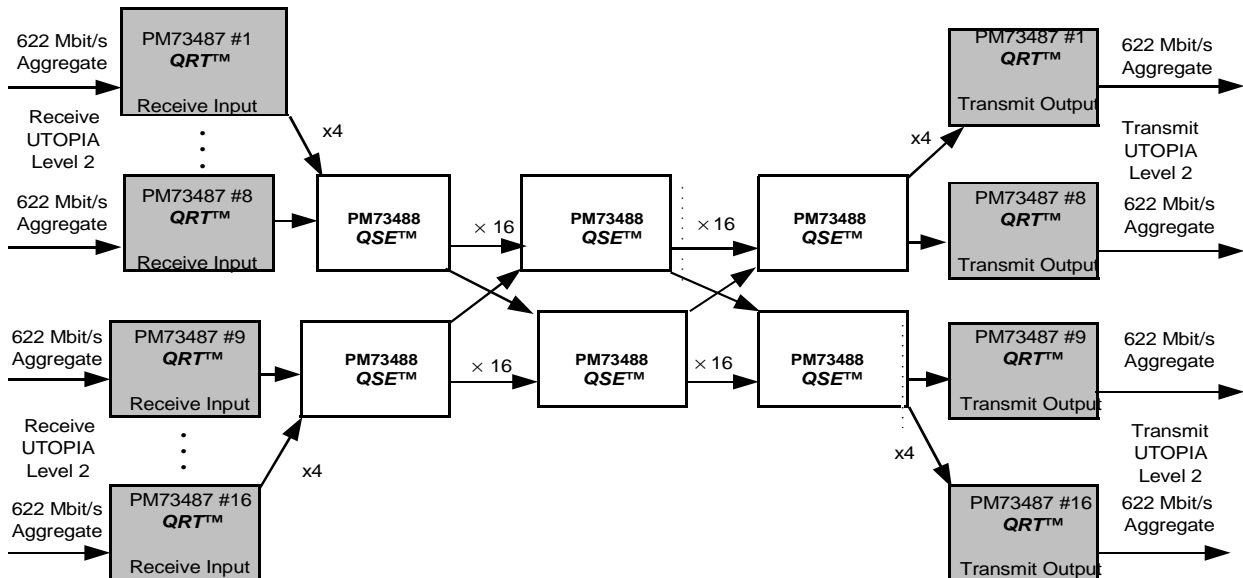 622 Mbit/s
Aggregate
PM73487 #1
QRT™
Receive Input
PM73487 #1
QRT™
Transmit Output
622 Mbit/s
Aggregate
Receive
UTOPIA
Level 2
x4
x4
Transmit
UTOPIA
Level 2
622 Mbit/s
Aggregate
PM73487 #8
QRT™
Receive Input
PM73488
QSE™
× 16
PM73488
QSE™
× 16
PM73488
QSE™
PM73487 #8
QRT™
Transmit Output
622 Mbit/s
Aggregate
622 Mbit/s
Aggregate
PM73487 #9
QRT™
Receive Input
PM73488
QSE™
× 16
PM73488
QSE™
× 16
PM73488
QSE™
PM73487 #9
QRT™
Transmit Output
622 Mbit/s
Aggregate
Receive
UTOPIA
Level 2
x4
x4
Transmit
UTOPIA
Level 2
622 Mbit/s
Aggregate
PM73487 #16
QRT™
Receive Input
PM73487 #16
QRT™
Transmit Output
622 Mbit/s
Aggregate